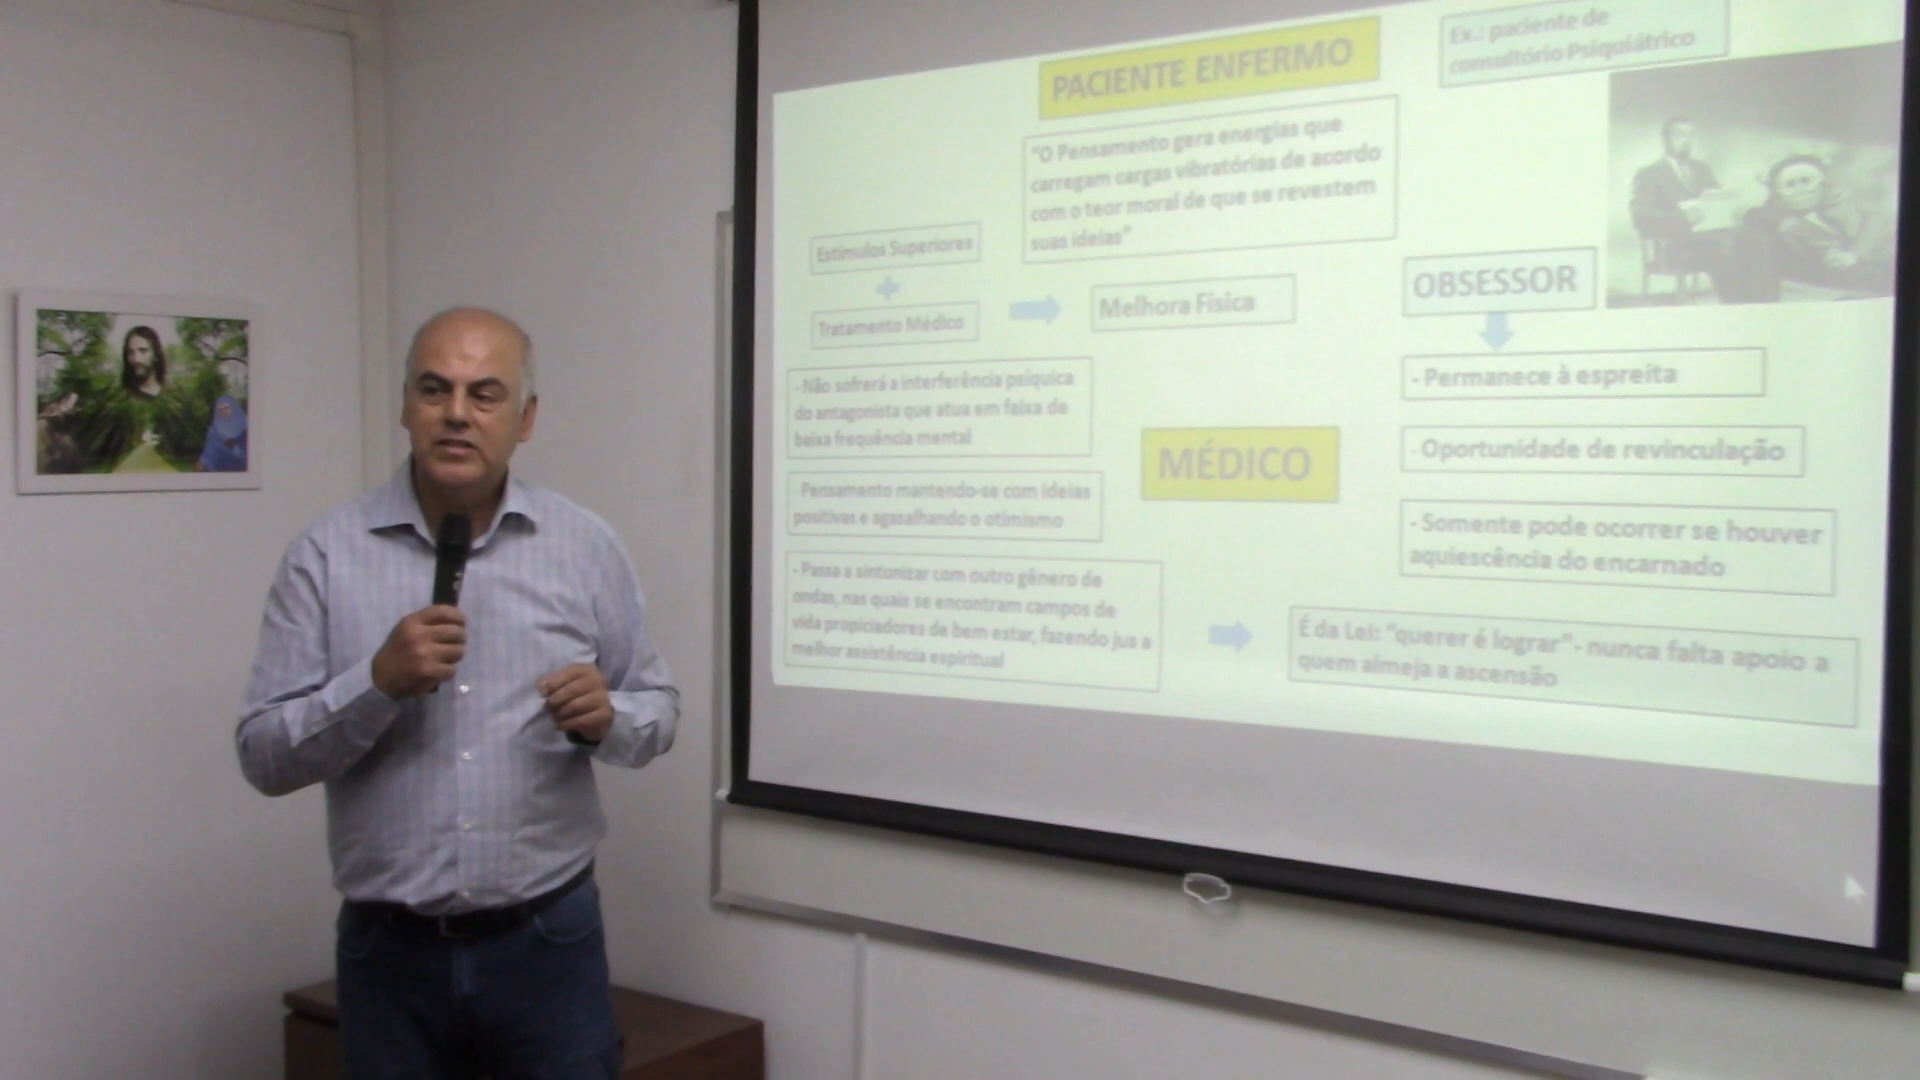 PACIENTE ENFERMO
Ex.: paciente de
consultório Psiquiátrico
"O Pensamento gera energias que
carregam cargas vibratórias de acordo
com o teor moral de que se revestem
suas ideias"
Estímulos Superiores
Tratamento Médico
Melhora Física
- Não sofrerá a interferência psíquica
do antagonista que atua em faixa de
baixa frequência mental
- Pensamento mantendo-se com ideias
positivas e agasalhando o otimismo
- Passa a sintonizar com outro gênero de
ondas, nas quais se encontram campos de
vida propiciadores de bem estar, fazendo jus a
melhor assistência espiritual
MÉDICO
OBSESSOR
- Permanece à espreita
- Oportunidade de revinculação
- Somente pode ocorrer se houver
aquiescência do encarnado
É da Lei: "querer é lograr"- nunca falta apoio a
quem almeja a ascensão